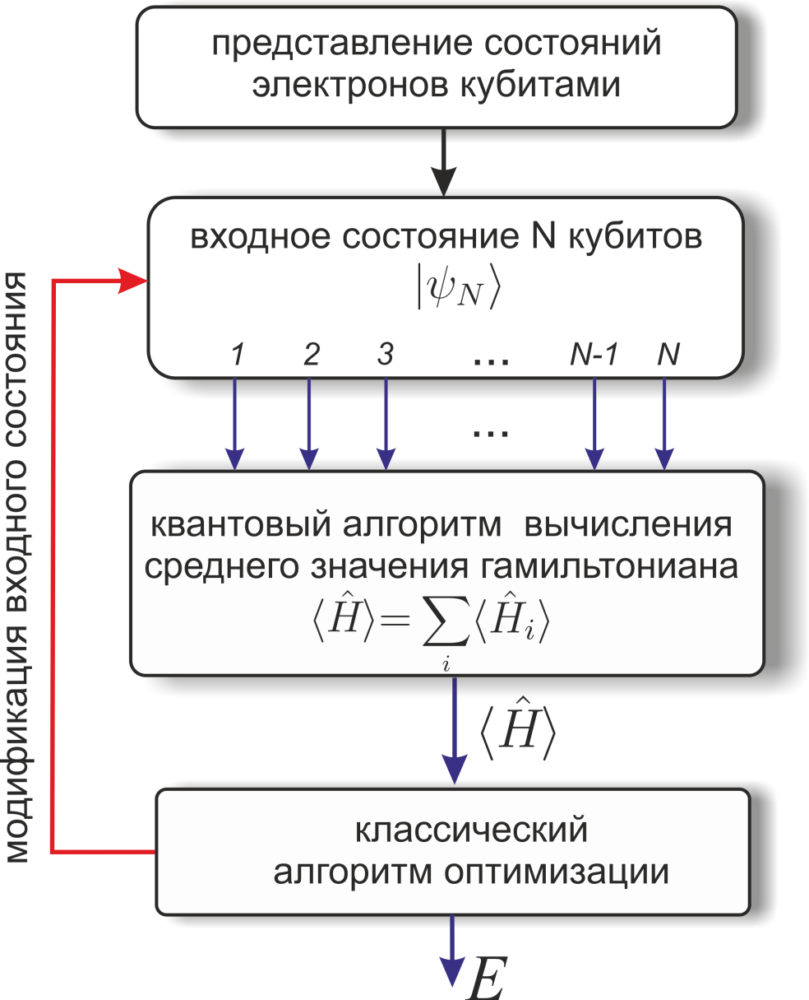 представление состояний
электронов кубитами
входное состояние N кубитов
|ψ_N⟩
1 2 3 ... N-1 N
...
квантовый алгоритм вычисления
среднего значения гамильтониана
⟨Ĥ⟩=∑_i⟨Ĥ_i⟩
⟨Ĥ⟩
классический
алгоритм оптимизации
E
модификация входного состояния